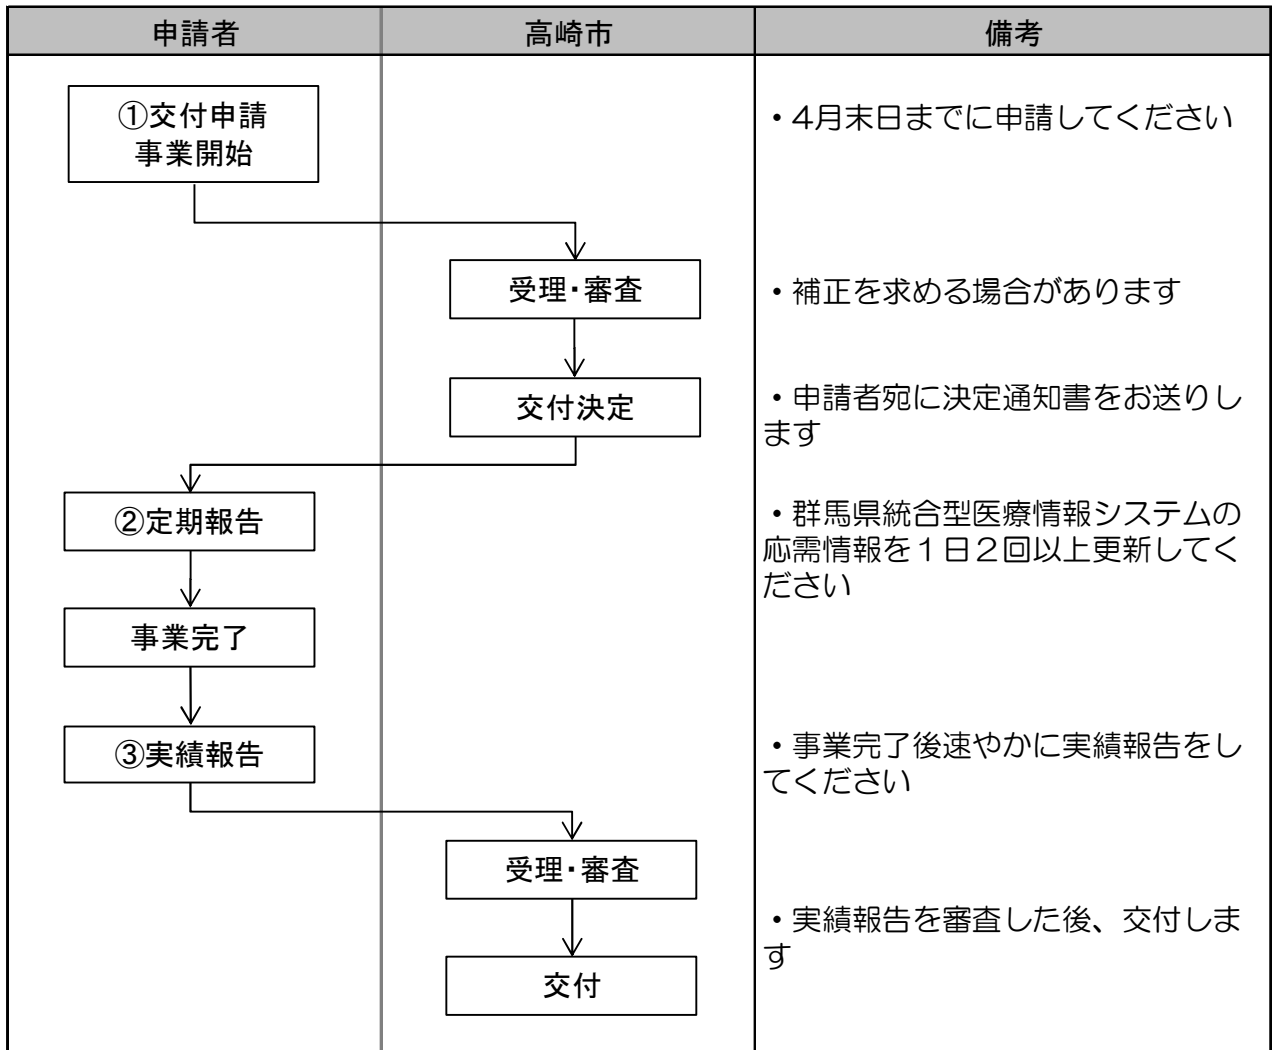 申請者
高崎市
備考
①交付申請
事業開始
・4月末日までに申請してください
受理・審査
・補正を求める場合があります
交付決定
・申請者宛に決定通知書をお送りし
ます
②定期報告
・群馬県統合型医療情報システムの
応需情報を１日２回以上更新してく
ださい
事業完了
③実績報告
・事業完了後速やかに実績報告をし
てください
受理・審査
・実績報告を審査した後、交付しま
す
交付